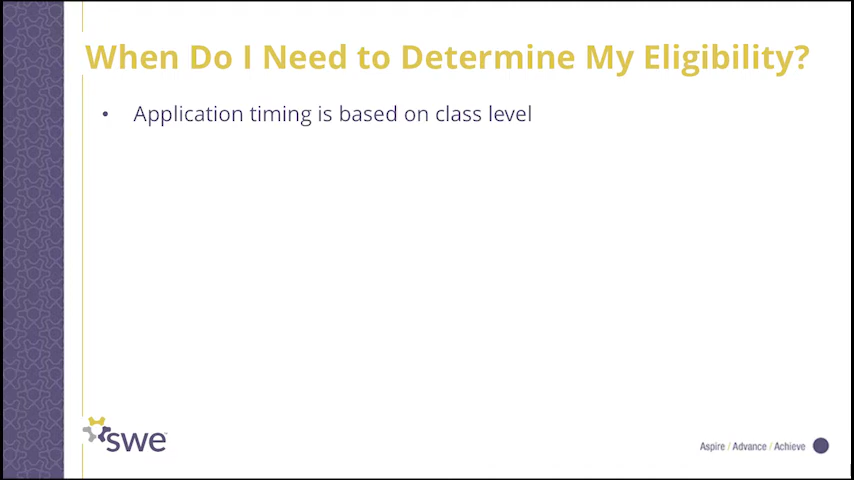 When Do I Need to Determine My Eligibility?
• Application timing is based on class level
swe
Aspire / Advance / Achieve